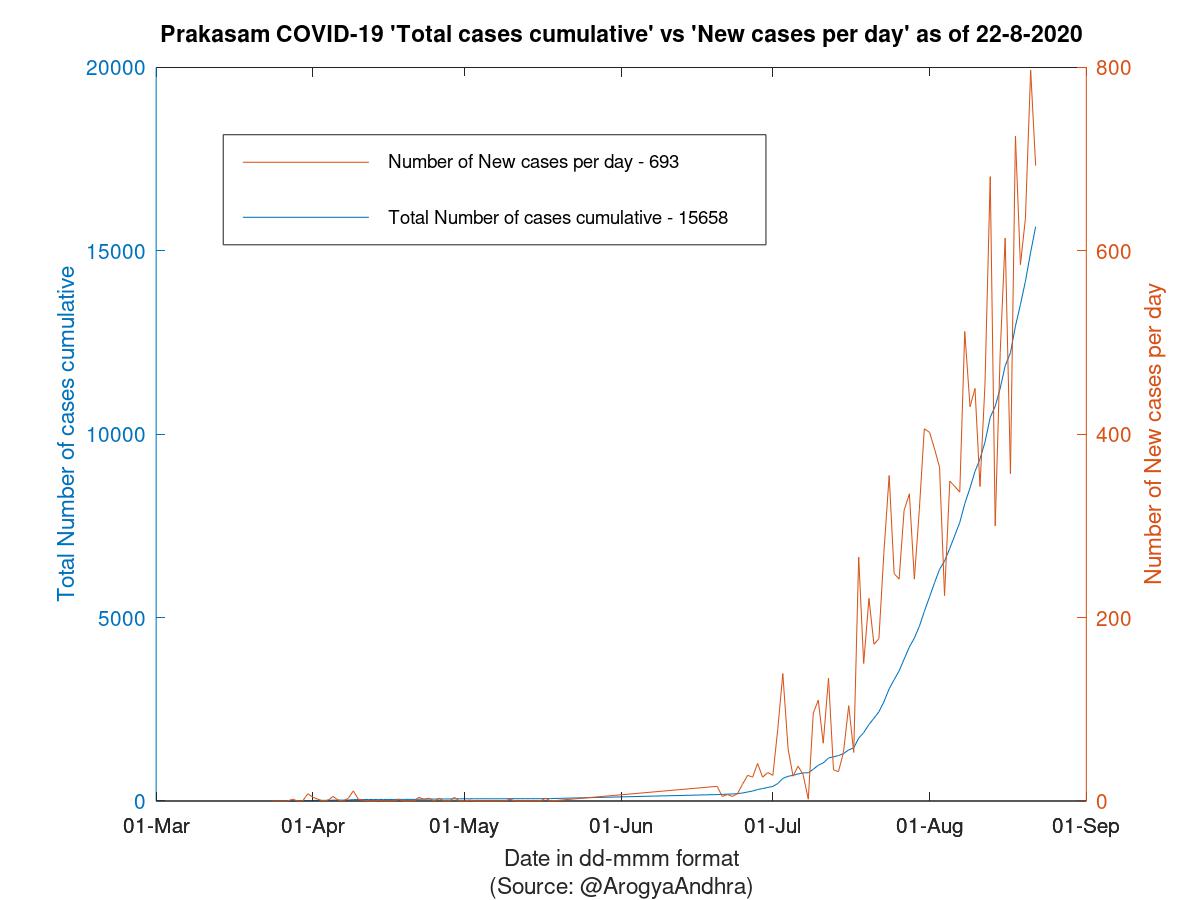 Prakasam COVID-19 'Total cases cumulative' vs 'New cases per day' as of 22-8-2020
20000
15000
10000
5000
0
Total Number of cases cumulative
Number of New cases per day - 693
Total Number of cases cumulative - 15658
800
600
400
200
0
Number of New cases per day
01-Mar 01-Apr 01-May 01-Jun 01-Jul 01-Aug 01-Sep
Date in dd-mmm format
(Source: @ArogyaAndhra)